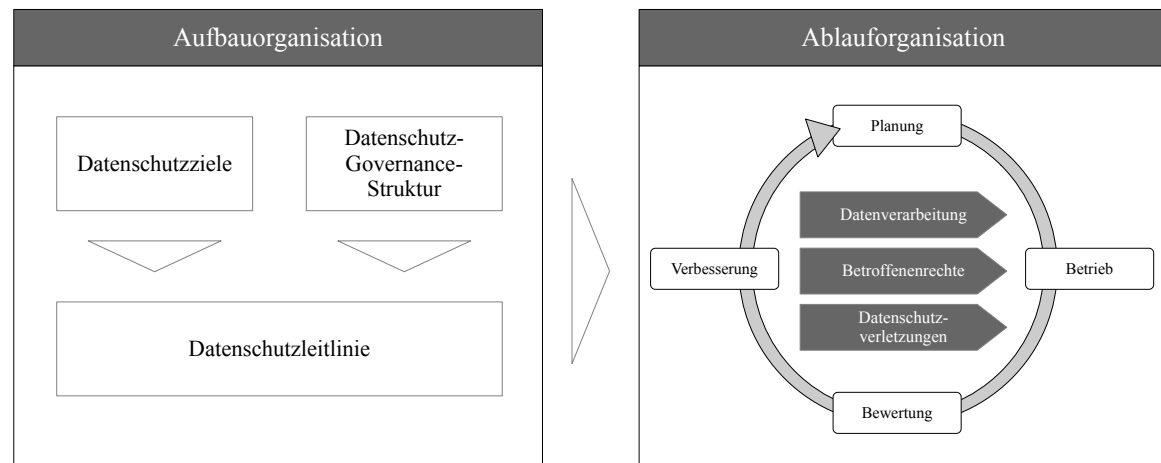 Aufbauorganisation
Datenschutzziele
Datenschutz-
Governance-
Struktur
Datenschutzleitlinie
Ablauforganisation
Planung
Datenverarbeitung
Verbesserung
Betroffenenrechte
Betrieb
Datenschutz-
verletzungen
Bewertung